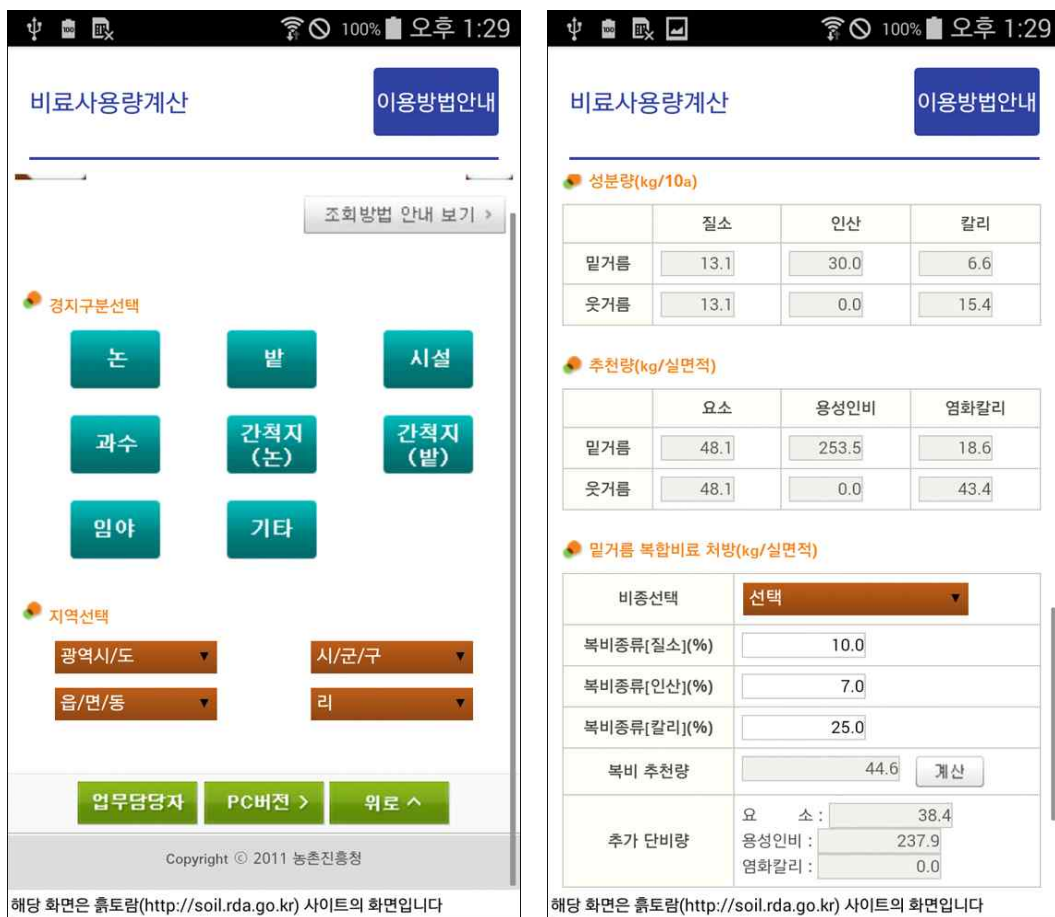 100% 오후 1:29
비료사용량계산
이용방법안내
조회방법 안내 보기 >
경지구분선택
논 밭 시설
과수 간척지 (논) 간척지 (밭)
임야 기타
지역선택
광역시/도 시/군/구
읍/면/동 리
업무담당자 PC버전 > 위로 ^
Copyright ⓒ 2011 농촌진흥청
해당 화면은 흙토람(http://soil.rda.go.kr) 사이트의 화면입니다
100% 오후 1:29
비료사용량계산
이용방법안내
성분량(kg/10a)
질소 인산 칼리
밑거름 13.1 30.0 6.6
웃거름 13.1 0.0 15.4
추천량(kg/실면적)
요소 용성인비 염화칼리
밑거름 48.1 253.5 18.6
웃거름 48.1 0.0 43.4
밑거름 복합비료 처방(kg/실면적)
비종선택 선택
복비종류[질소](%) 10.0
복비종류[인산](%) 7.0
복비종류[칼리](%) 25.0
복비 추천량 44.6 계산
추가 단비량
요 소 : 38.4
용성인비 : 237.9
염화칼리 : 0.0
해당 화면은 흙토람(http://soil.rda.go.kr) 사이트의 화면입니다